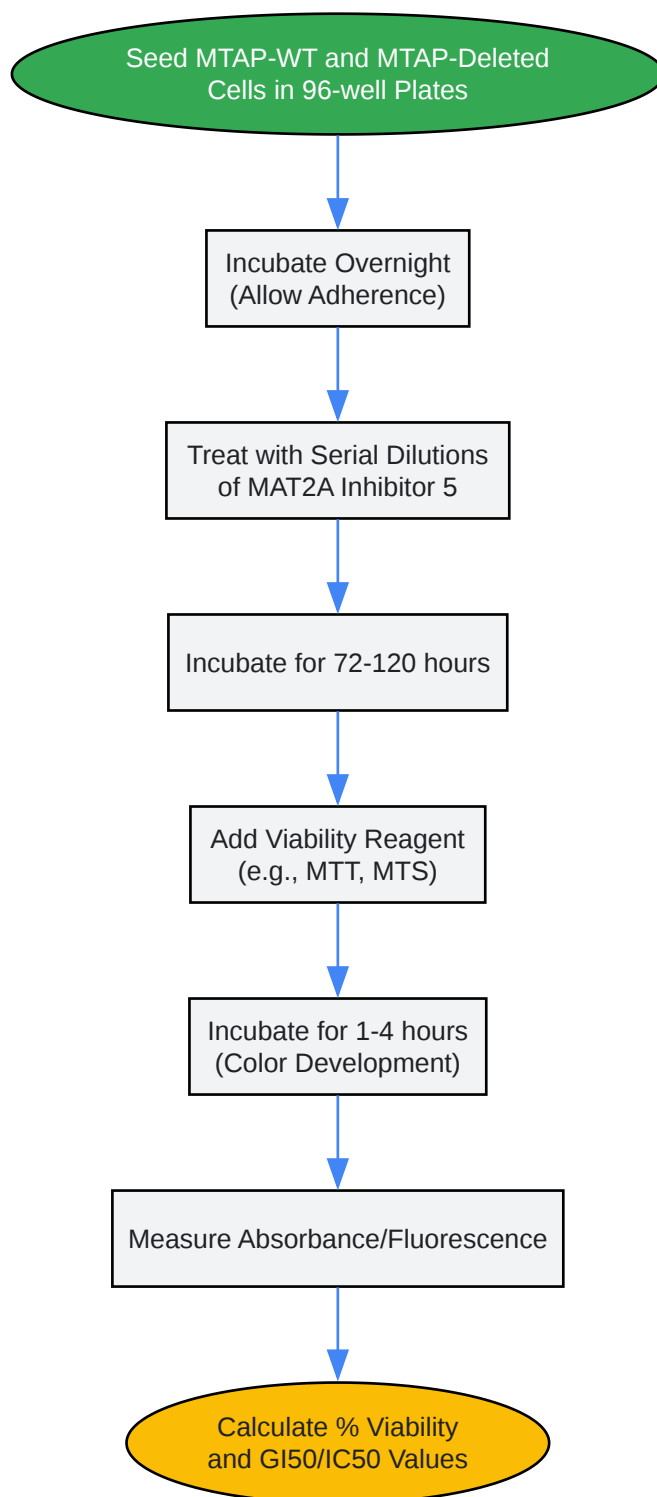 Seed MTAP-WT and MTAP-Deleted
Cells in 96-well Plates
Incubate Overnight
(Allow Adherence)
Treat with Serial Dilutions
of MAT2A Inhibitor 5
Incubate for 72-120 hours
Add Viability Reagent
(e.g., MTT, MTS)
Incubate for 1-4 hours
(Color Development)
Measure Absorbance/Fluorescence
Calculate % Viability
and GI50/IC50 Values